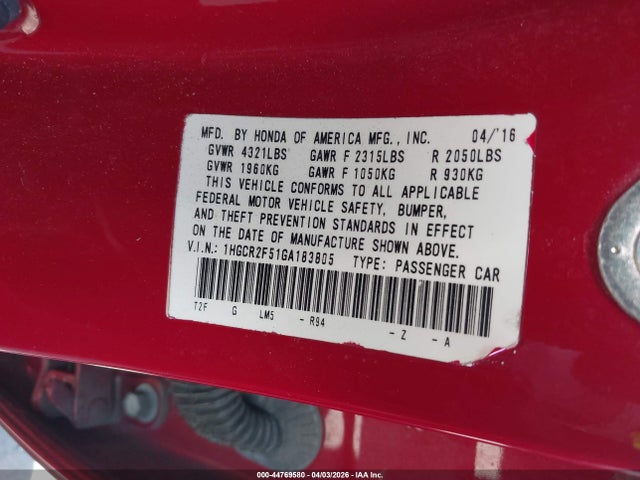 MFD. BY HONDA OF AMERICA MFG., INC. 04/'16
GVWR 4321LBS GAWR F 2315LBS R 2050LBS
GVWR 1960KG GAWR F 1050KG R 930KG
THIS VEHICLE CONFORMS TO ALL APPLICABLE
FEDERAL MOTOR VEHICLE SAFETY, BUMPER,
AND THEFT PREVENTION STANDARDS IN EFFECT
ON THE DATE OF MANUFACTURE SHOWN ABOVE.
V.I.N.: 1HGCR2F51GA183805 TYPE: PASSENGER CAR
T2F G LM5 - R94 - Z - A
000-44769580 - 04/03/2026 - IAA Inc.